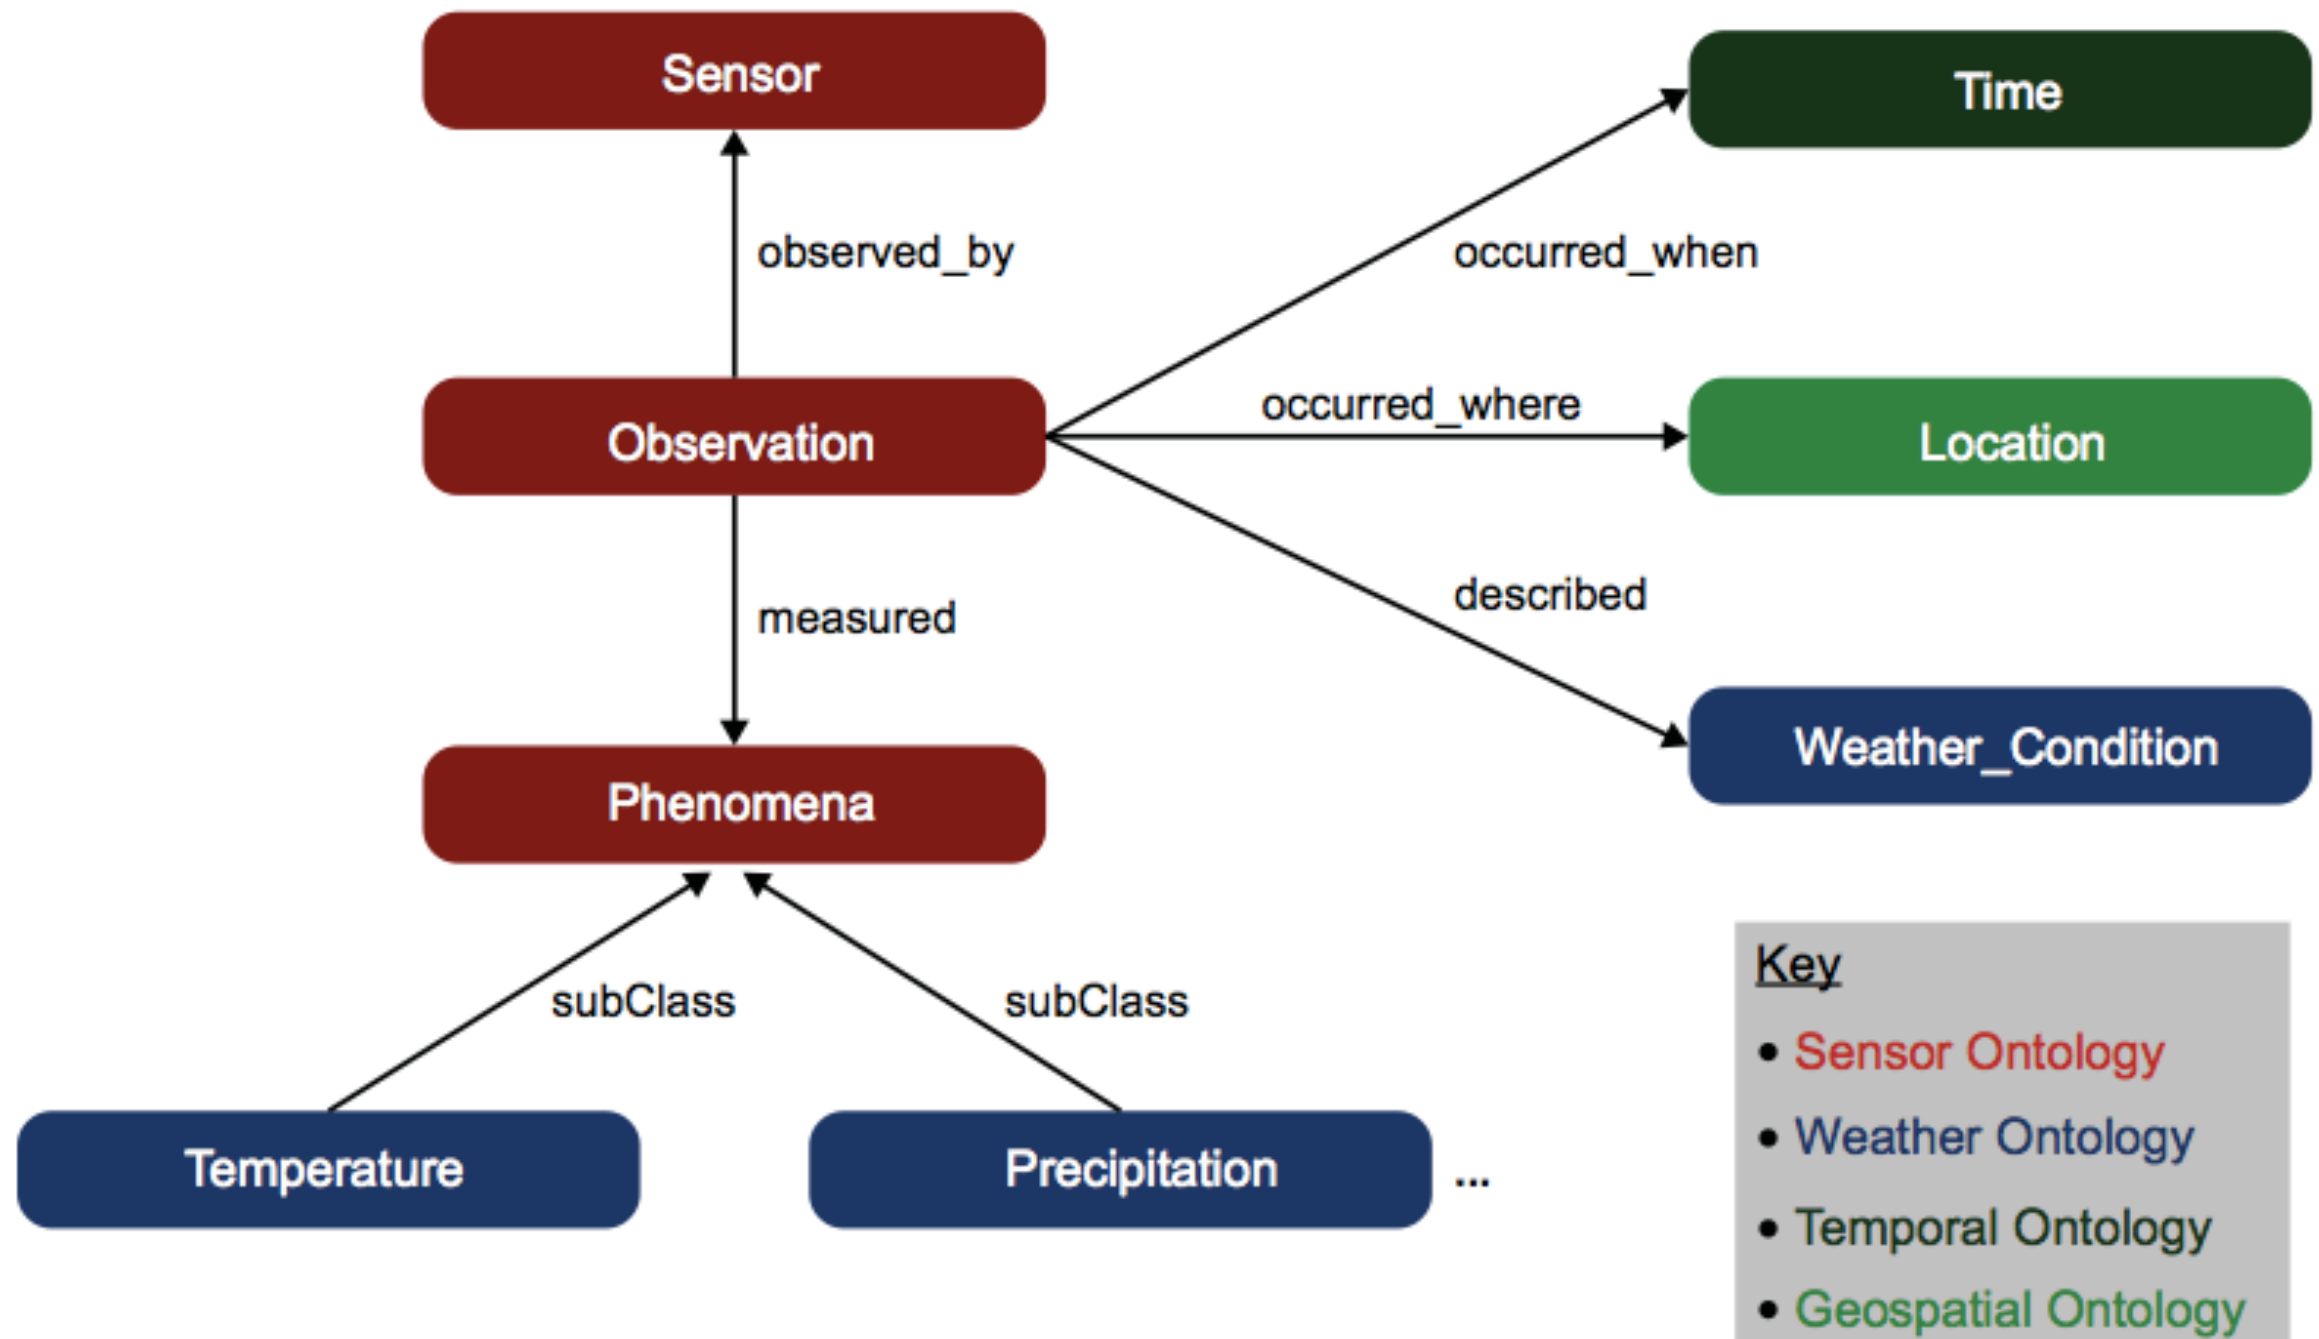 Sensor
Time
observed_by
occurred_when
occurred_where
Observation
Location
described
measured
Weather_Condition
Phenomena
subClass
subClass
Temperature
Precipitation
...
Key
• Sensor Ontology
• Weather Ontology
• Temporal Ontology
• Geospatial Ontology